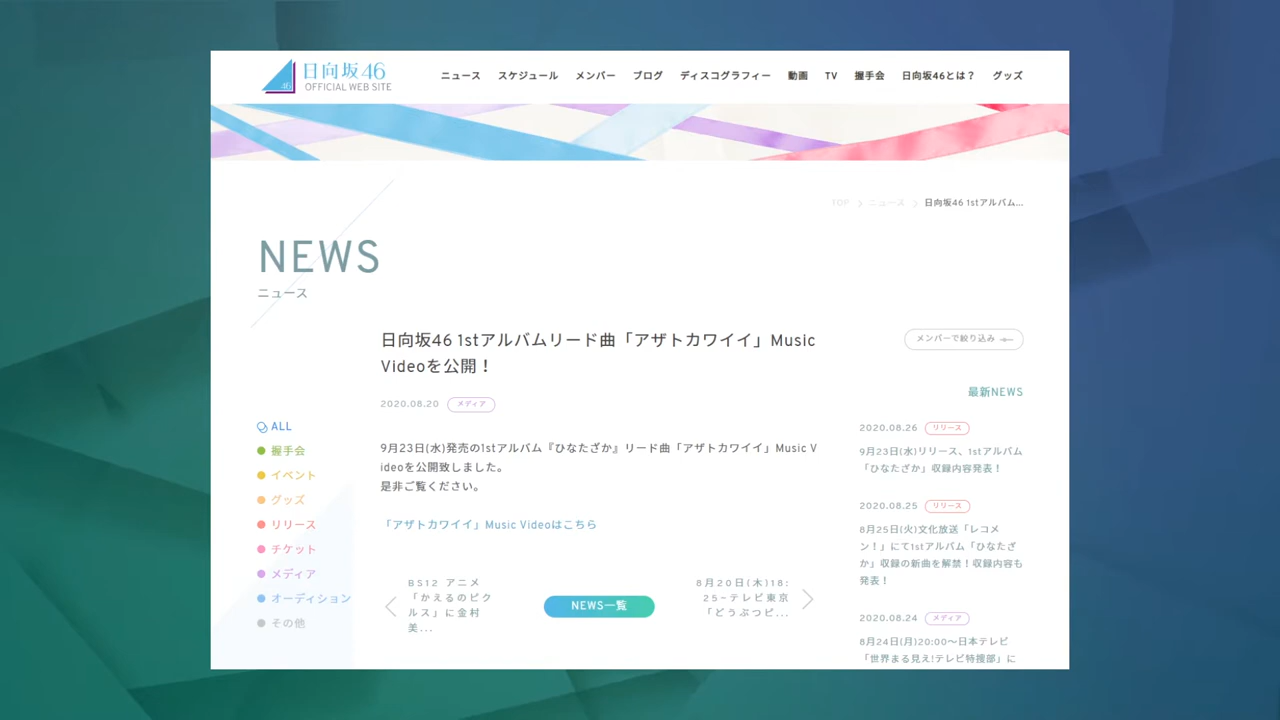 日向坂46
OFFICIAL WEB SITE
46
ニュース スケジュール メンバー ブログ ディスコグラフィー 動画 TV 握手会 日向坂46とは？ グッズ
TOP ニュース 日向坂46 1stアルバム...
NEWS
ニュース
日向坂46 1stアルバムリード曲「アザトカワイイ」Music
Videoを公開！
2020.08.20 メディア
9月23日(水)発売の1stアルバム『ひなたざか』リード曲「アザトカワイイ」Music V
ideoを公開致しました。
是非ご覧ください。
「アザトカワイイ」Music Videoはこちら
BS12 アニメ
「かえるのピク
ルス」に金村
美...
NEWS一覧
8月20日(木)18:
25~テレビ東京
「どうぶつピ...
ALL
握手会
イベント
グッズ
リリース
チケット
メディア
オーディション
その他
メンバーで絞り込み
最新NEWS
2020.08.26 リリース
9月23日(水)リリース、1stアルバム
「ひなたざか」収録内容発表！
2020.08.25 リリース
8月25日(火)文化放送「レコメ
ン！」にて1stアルバム「ひなたざ
か」収録の新曲を解禁！収録内容も
発表！
2020.08.24 メディア
8月24日(月)20:00〜日本テレビ
「世界まる見え!テレビ特捜部」に